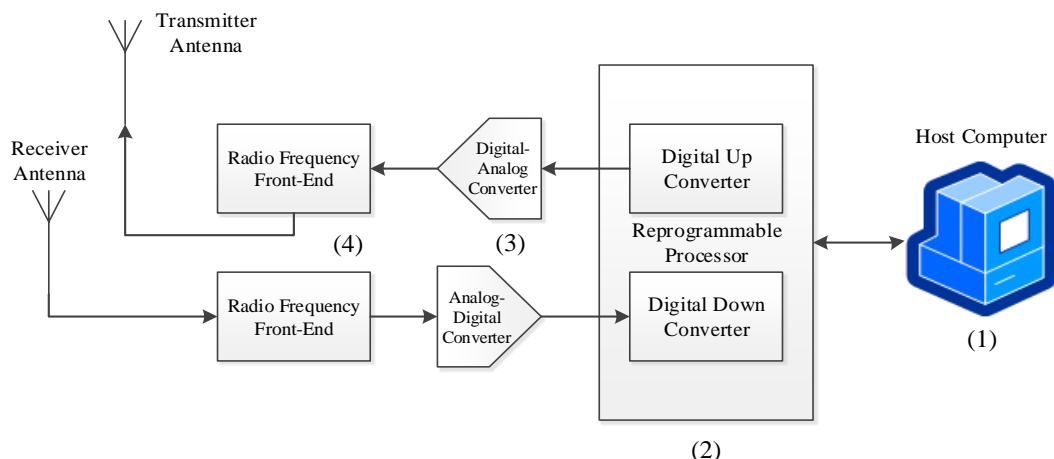 Transmitter
Antenna
Receiver
Antenna
Radio Frequency
Front-End
(4)
Digital-
Analog
Converter
(3)
Digital Up
Converter
Reprogrammable
Processor
Host Computer
(1)
Radio Frequency
Front-End
Analog-
Digital
Converter
Digital Down
Converter
(2)